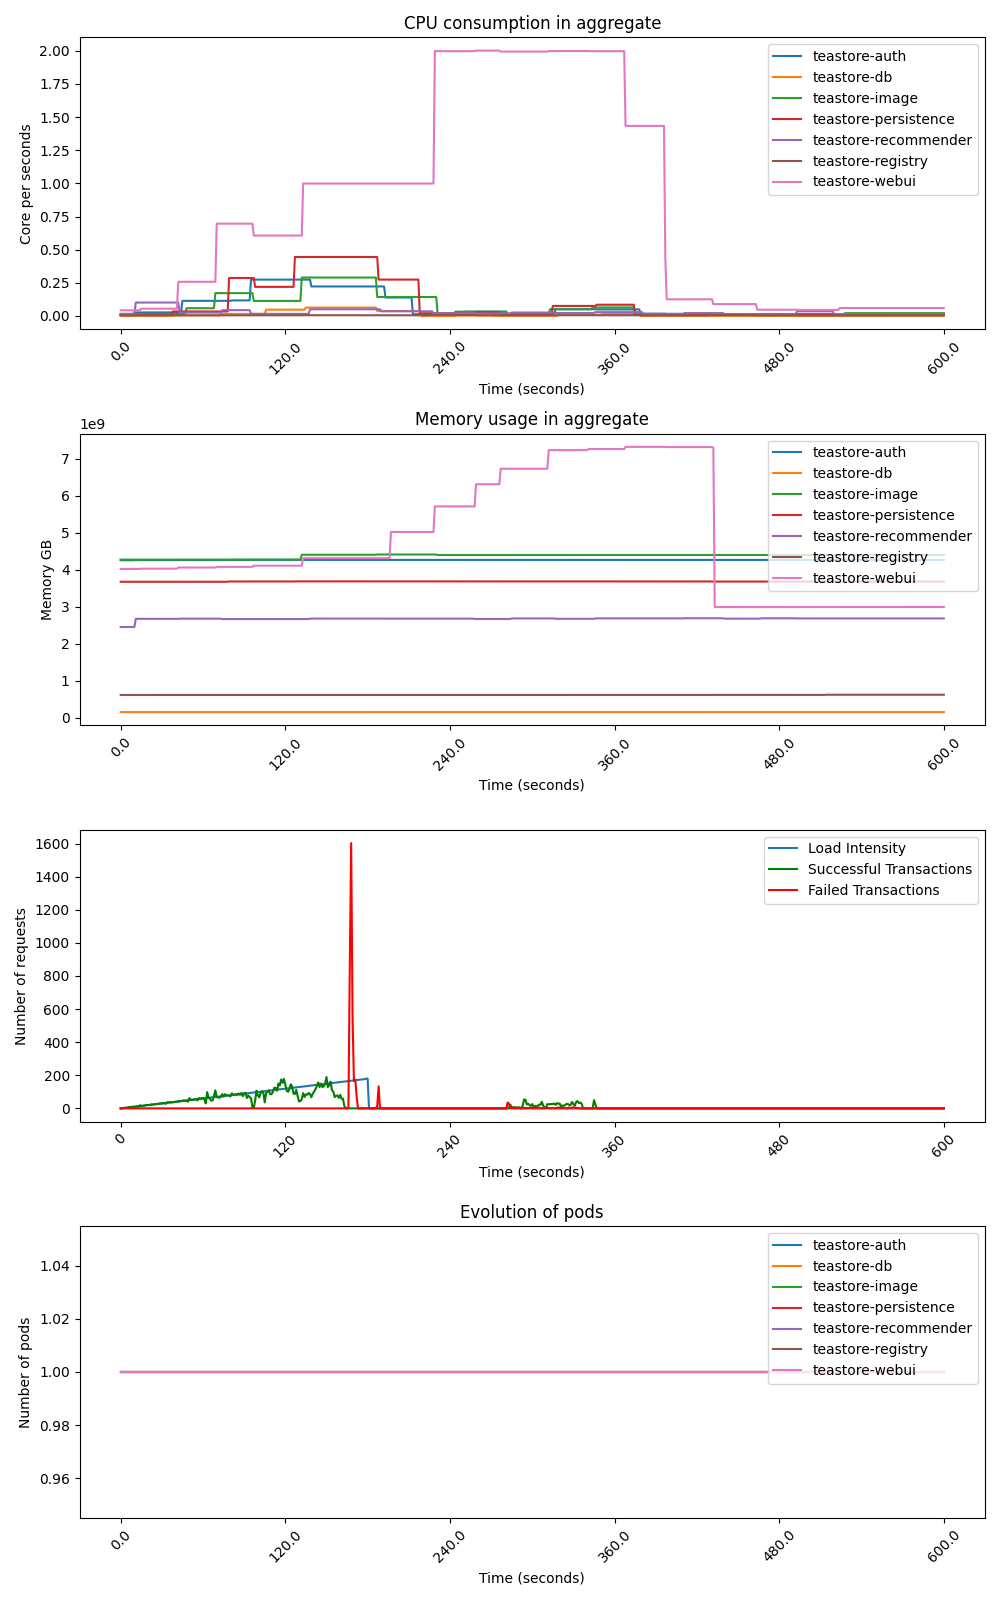 CPU consumption in aggregate
2.00
1.75
1.50
1.25
1.00
0.75
0.50
0.25
0.00
Core per seconds
teastore-auth
teastore-db
teastore-image
teastore-persistence
teastore-recommender
teastore-registry
teastore-webui
0.0
120.0
240.0
360.0
480.0
600.0
Time (seconds)
Memory usage in aggregate
1e9
7
6
5
4
3
2
1
0
Memory GB
teastore-auth
teastore-db
teastore-image
teastore-persistence
teastore-recommender
teastore-registry
teastore-webui
0.0
120.0
240.0
360.0
480.0
600.0
Time (seconds)
1600
1400
1200
1000
800
600
400
200
0
Number of requests
Load Intensity
Successful Transactions
Failed Transactions
0
120
240
360
480
600
Time (seconds)
Evolution of pods
1.04
1.02
1.00
0.98
0.96
Number of pods
teastore-auth
teastore-db
teastore-image
teastore-persistence
teastore-recommender
teastore-registry
teastore-webui
0.0
120.0
240.0
360.0
480.0
600.0
Time (seconds)